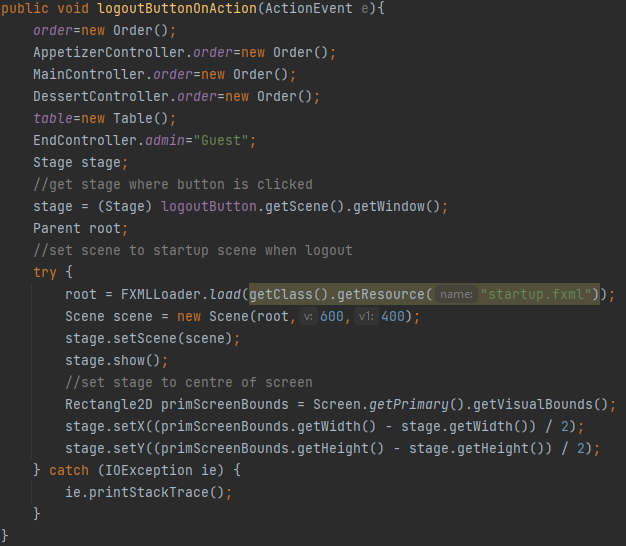 public void logoutButtonOnAction(ActionEvent e){
order=new Order();
AppetizerController.order=new Order();
MainController.order=new Order();
DessertController.order=new Order();
table=new Table();
EndController.admin="Guest";
Stage stage;
//get stage where button is clicked
stage = (Stage) logoutButton.getScene().getWindow();
Parent root;
//set scene to startup scene when logout
try {
root = FXMLLoader.load(getClass().getResource( name: "startup.fxml"));
Scene scene = new Scene(root, v: 600, v1: 400);
stage.setScene(scene);
stage.show();
//set stage to centre of screen
Rectangle2D primScreenBounds = Screen.getPrimary().getVisualBounds();
stage.setX((primScreenBounds.getWidth() - stage.getWidth()) / 2);
stage.setY((primScreenBounds.getHeight() - stage.getHeight()) / 2);
} catch (IOException ie) {
ie.printStackTrace();
}
}